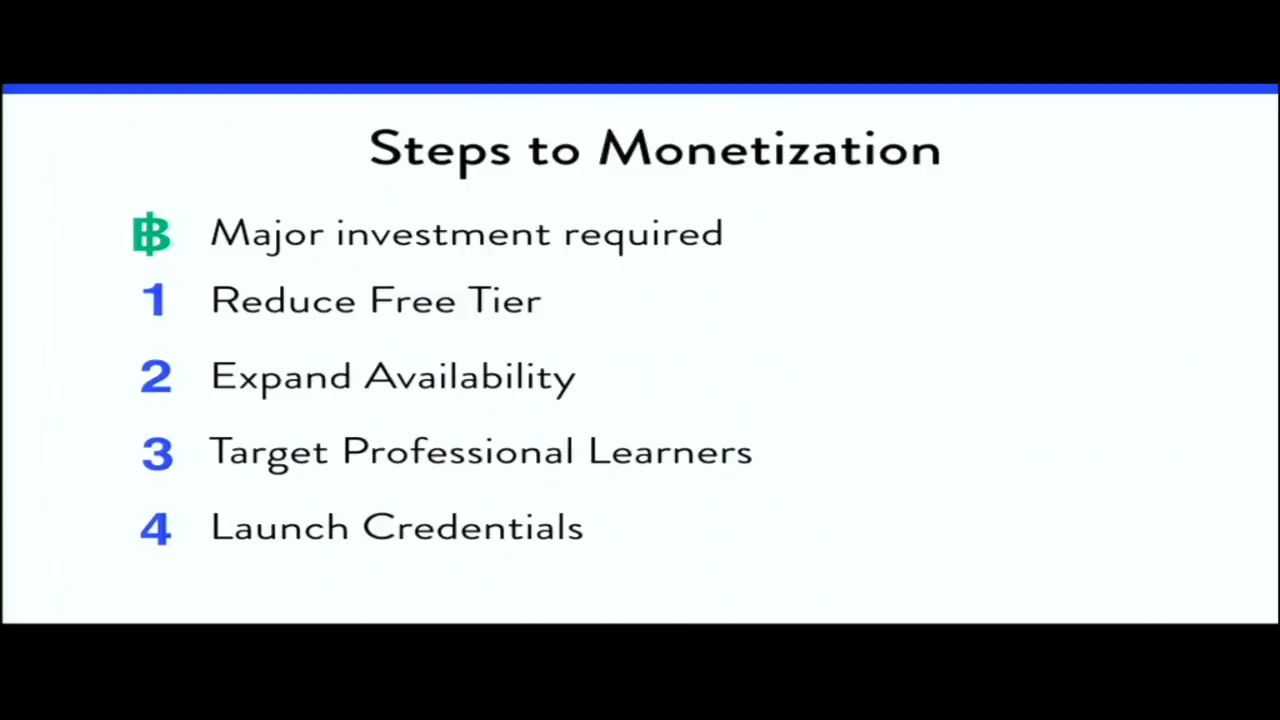 Steps to Monetization
฿ Major investment required
1 Reduce Free Tier
2 Expand Availability
3 Target Professional Learners
4 Launch Credentials